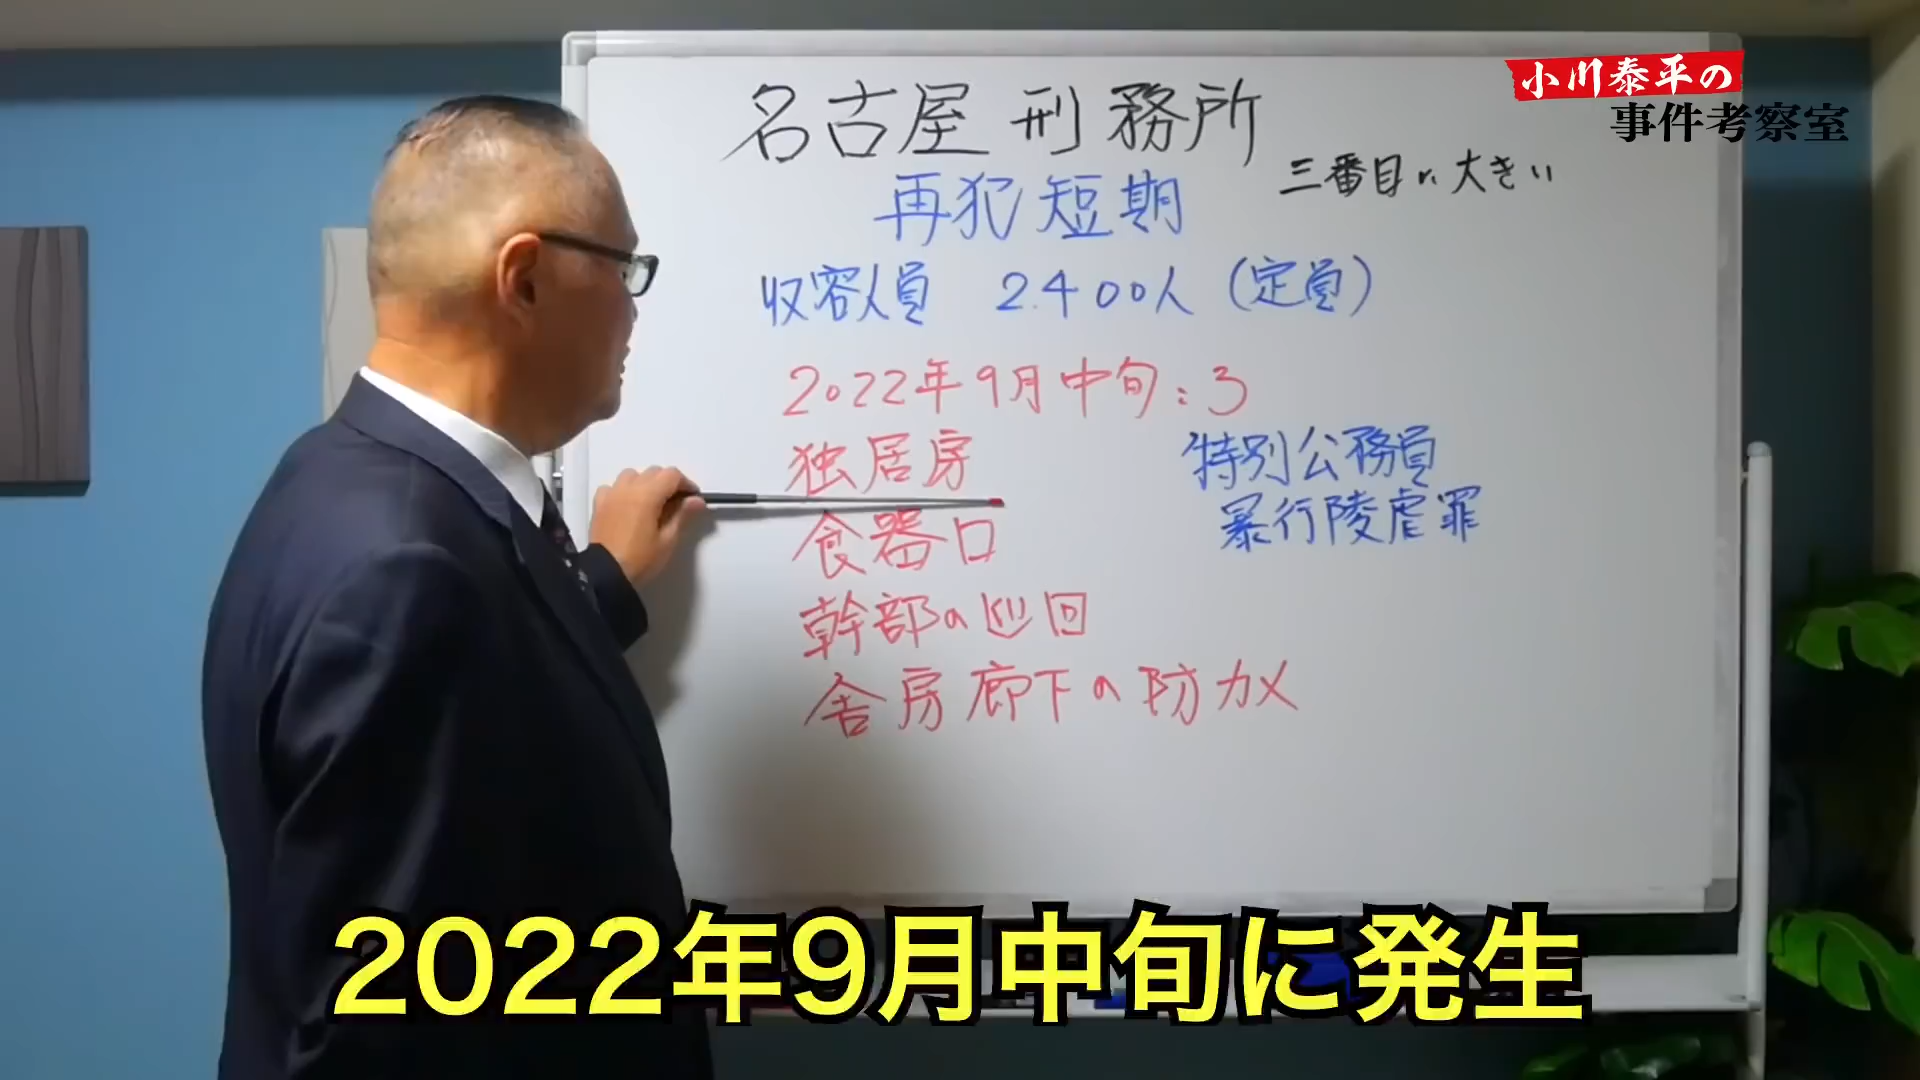 小川泰平の
事件考察室
名古屋刑務所
三番目に大きい
再犯短期
収容人員 2.400人(定員)
2022年9月中旬:3
独居房
特別公務員
食器口
暴行陵虐罪
幹部の巡回
舎房廊下の防カメ
2022年9月中旬に発生